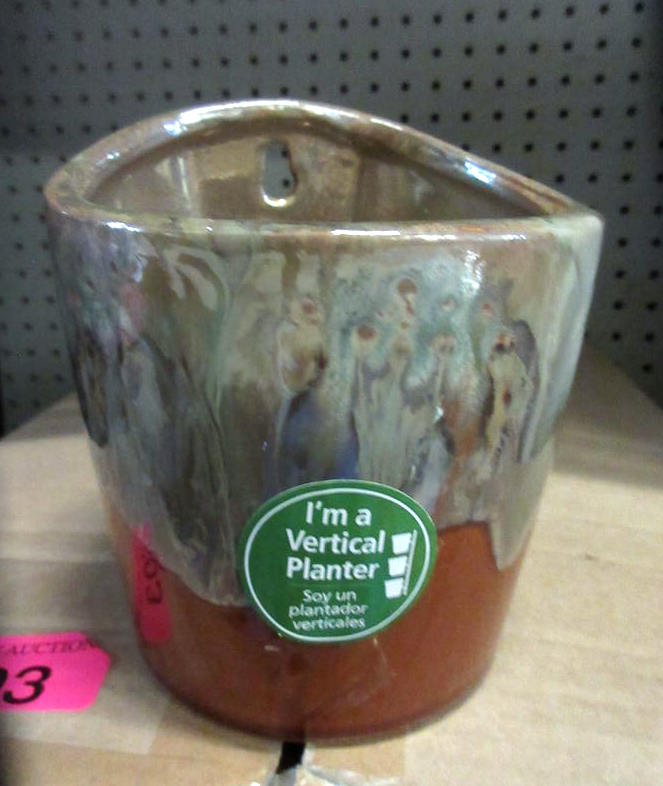 I'm a
Vertical
Planter
Soy un
plantador
verticales
AUCTION
93